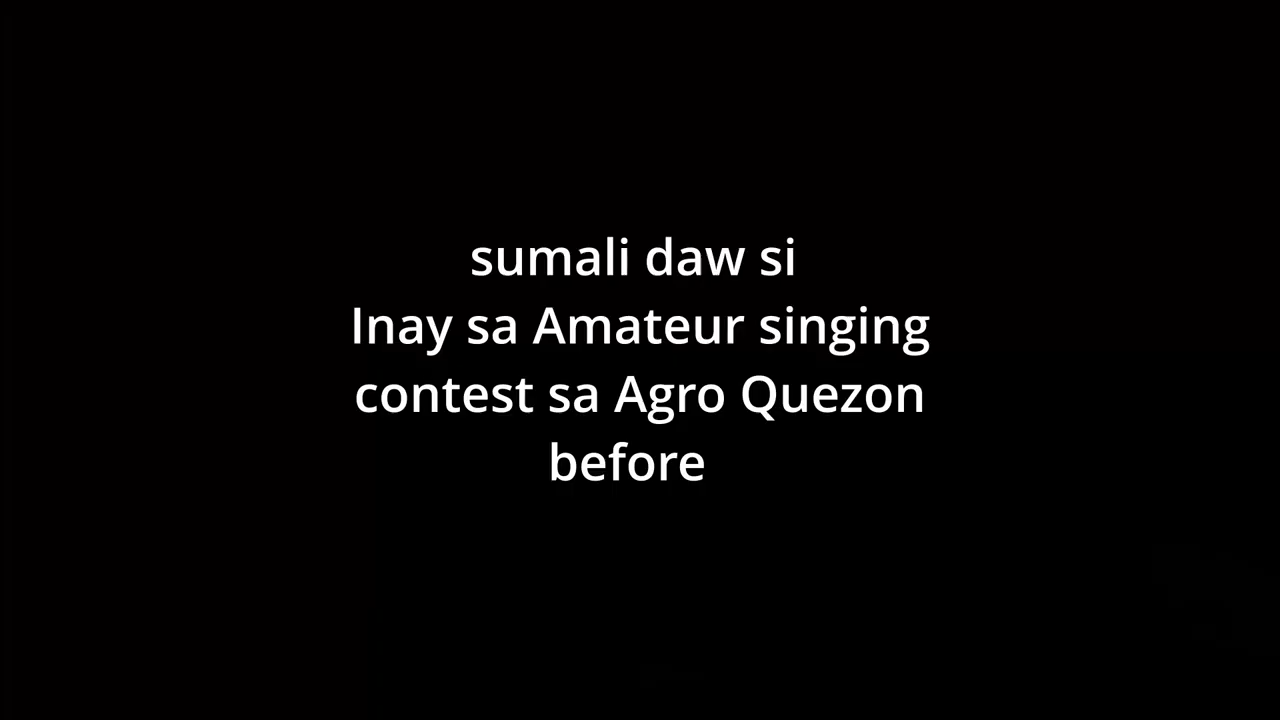 sumali daw si
Inay sa Amateur singing
contest sa Agro Quezon
before